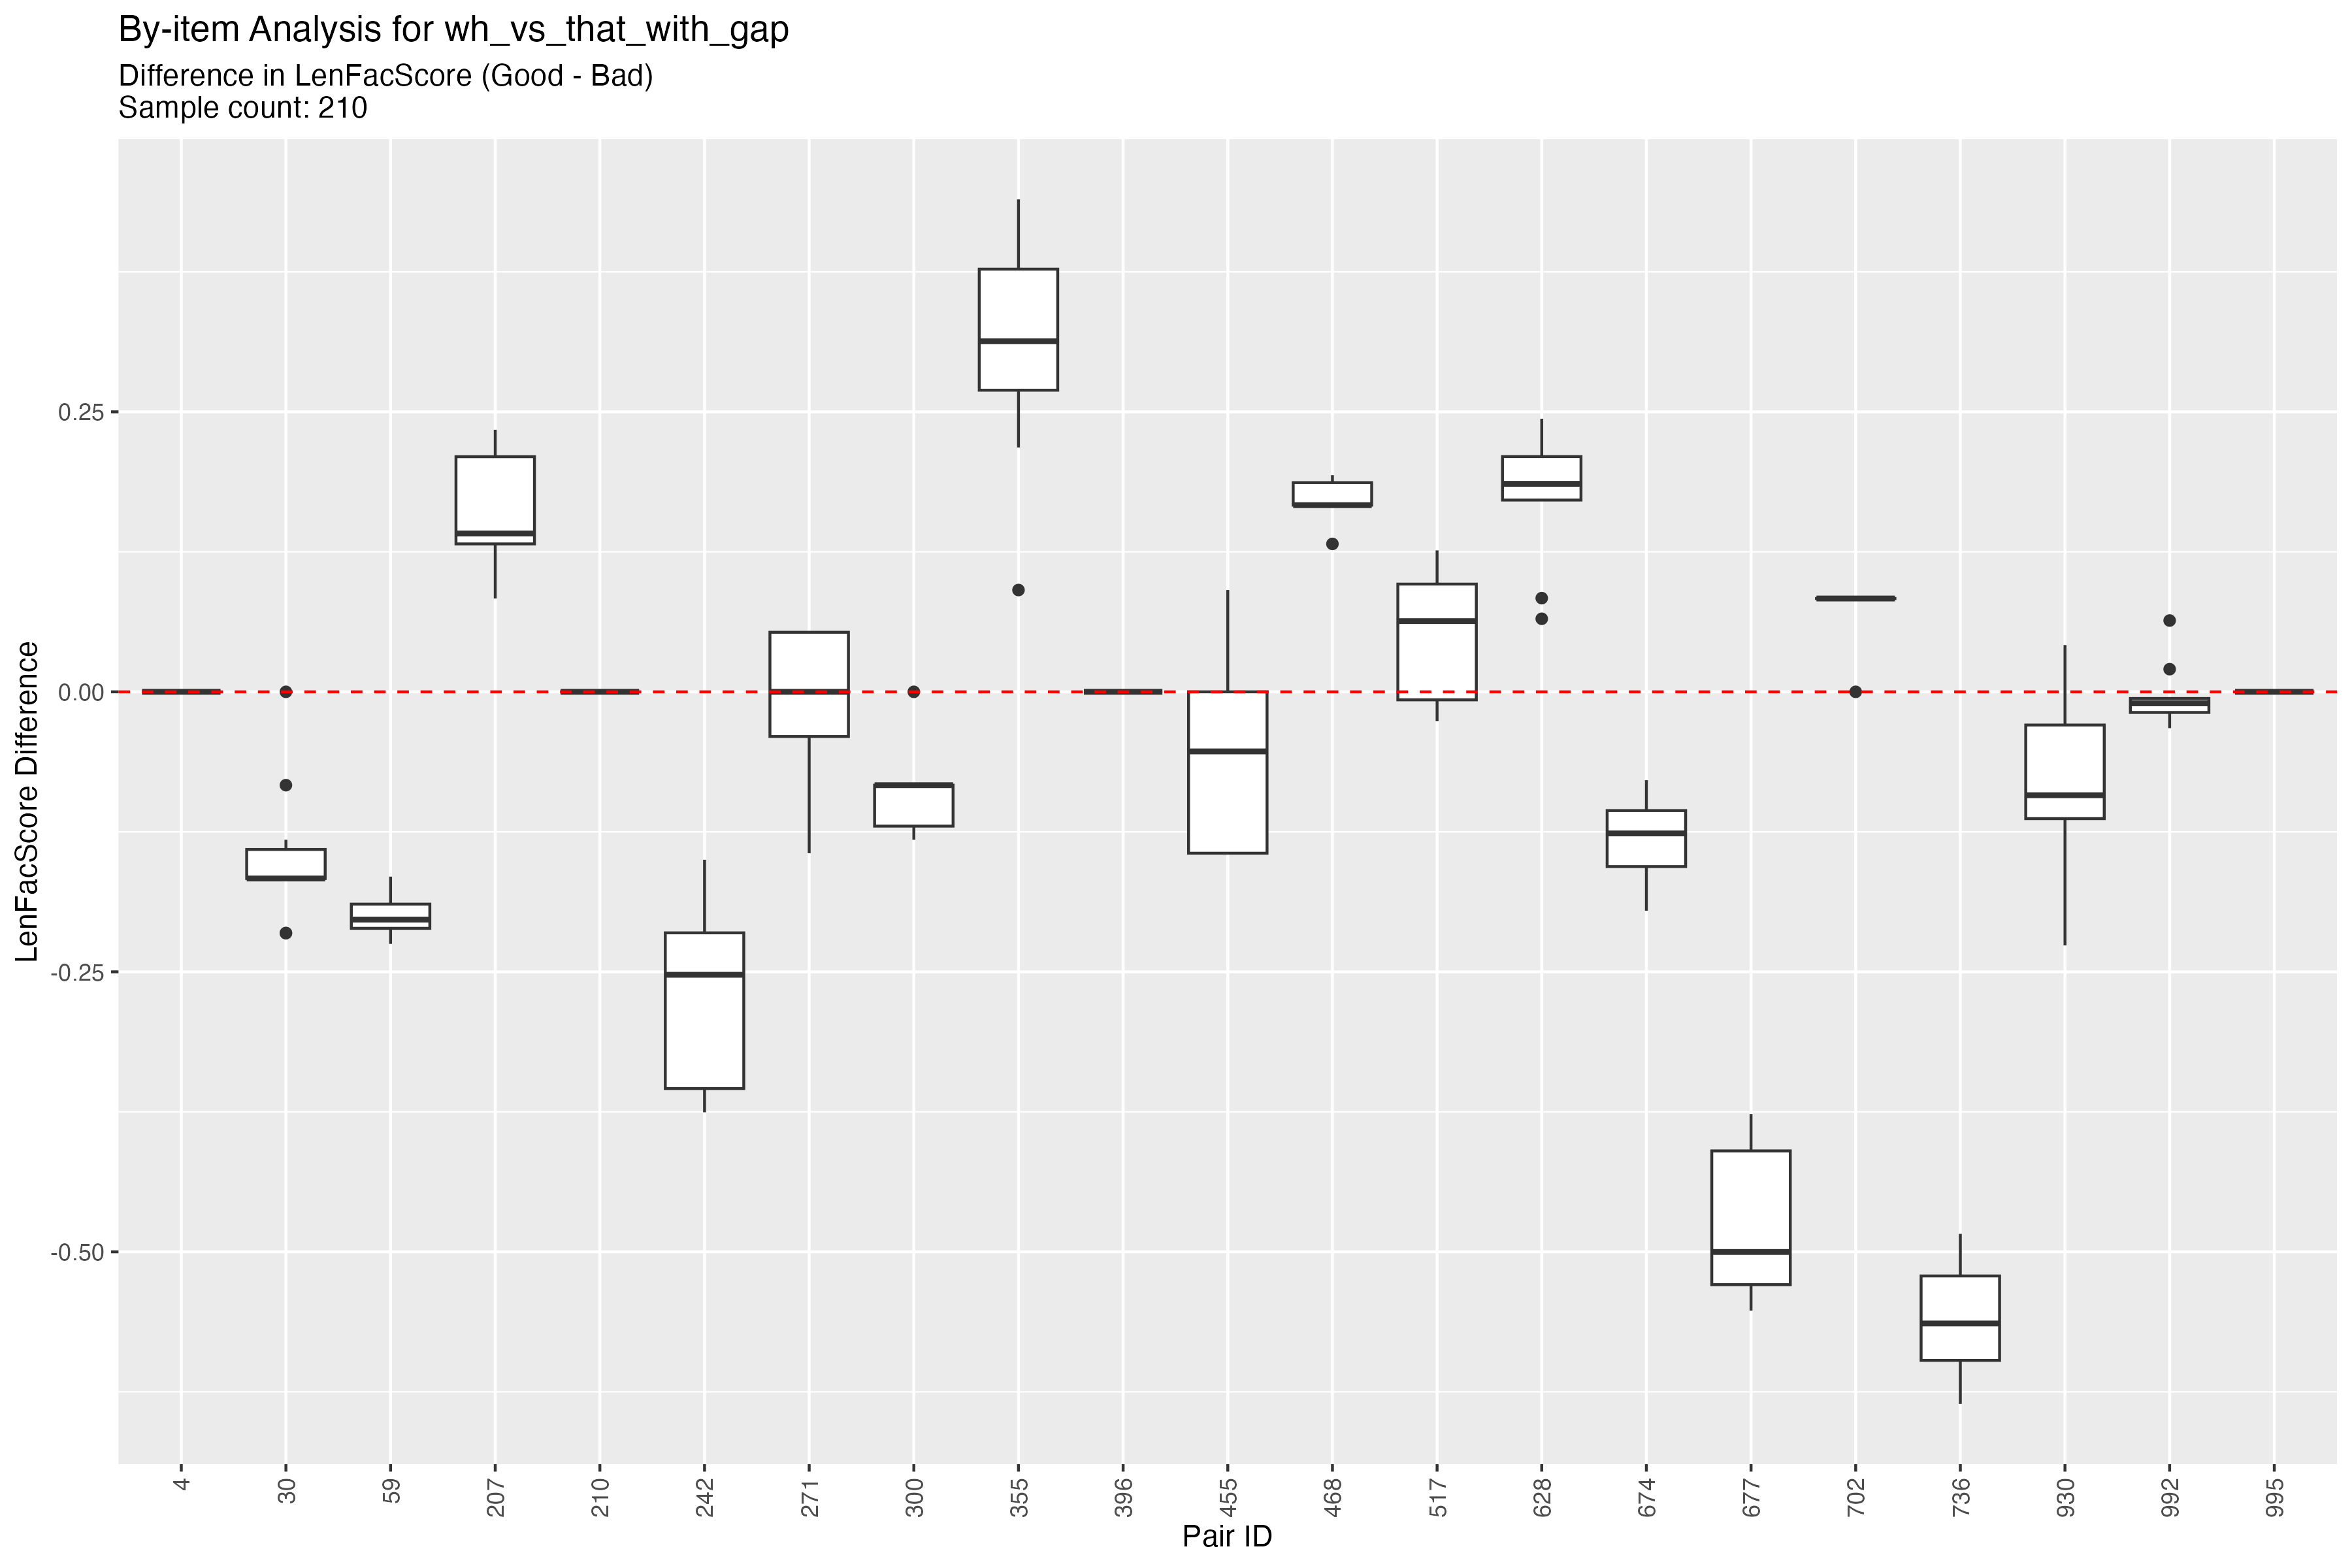 By-item Analysis for wh_vs_that_with_gap
Difference in LenFacScore (Good - Bad)
Sample count: 210
LenFacScore Difference
0.25
0.00
-0.25
-0.50
4 30 59 207 210 242 271 300 355 396 455 468 517 628 674 677 702 736 930 992 995
Pair ID